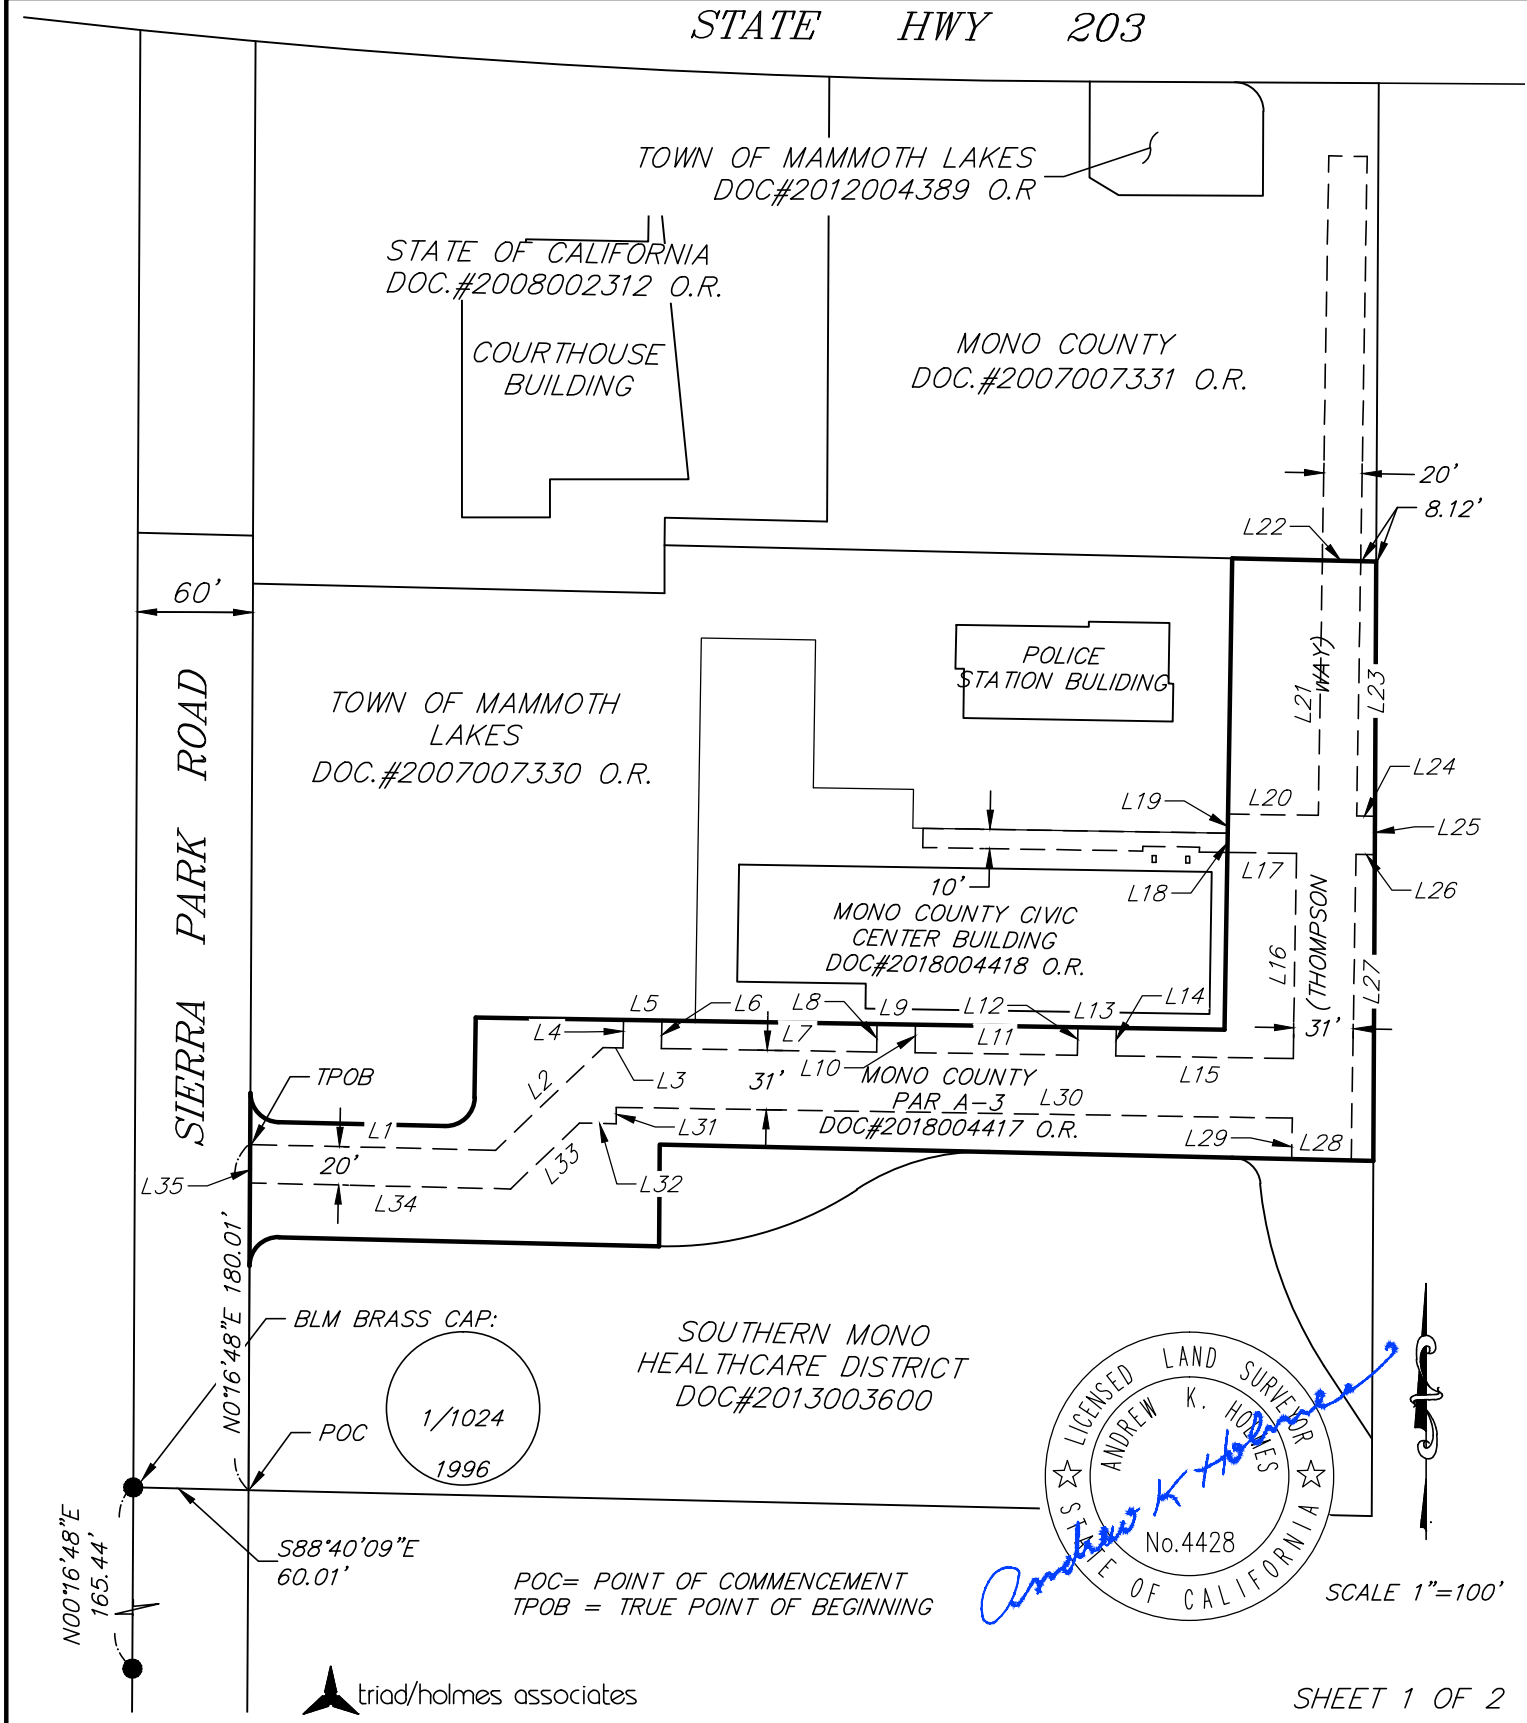 STATE HWY 203
TOWN OF MAMMOTH LAKES
DOC#2012004389 O.R
STATE OF CALIFORNIA
DOC.#2008002312 O.R.
COURTHOUSE
BUILDING
MONO COUNTY
DOC.#2007007331 O.R.
20'
8.12'
L22
60'
SIERRA PARK ROAD
TOWN OF MAMMOTH
LAKES
DOC.#2007007330 O.R.
POLICE
STATION BULIDING
L21
WAY)
L23
L24
L19
L20
L25
10'
L18
L17
L26
MONO COUNTY CIVIC
CENTER BUILDING
DOC#2018004418 O.R.
L16
(THOMPSON
L27
L5
L6
L8
L9
L12
L13
L14
L4
L7
L11
31'
L10
L3
31'
L2
L15
MONO COUNTY
PAR A-3
DOC#2018004417 O.R.
L30
TPOB
L1
L31
L29
L28
20'
L33
L32
L35
L34
N0°16'48"E 180.01'
BLM BRASS CAP:
1/1024
1996
POC
SOUTHERN MONO
HEALTHCARE DISTRICT
DOC#2013003600
LICENSED LAND SURVEYOR
ANDREW K. HOLMES
No.4428
STATE OF CALIFORNIA
Andrew K Holmes
N00°16'48"E
165.44'
S88°40'09"E
60.01'
POC= POINT OF COMMENCEMENT
TPOB = TRUE POINT OF BEGINNING
SCALE 1"=100'
triad/holmes associates
SHEET 1 OF 2